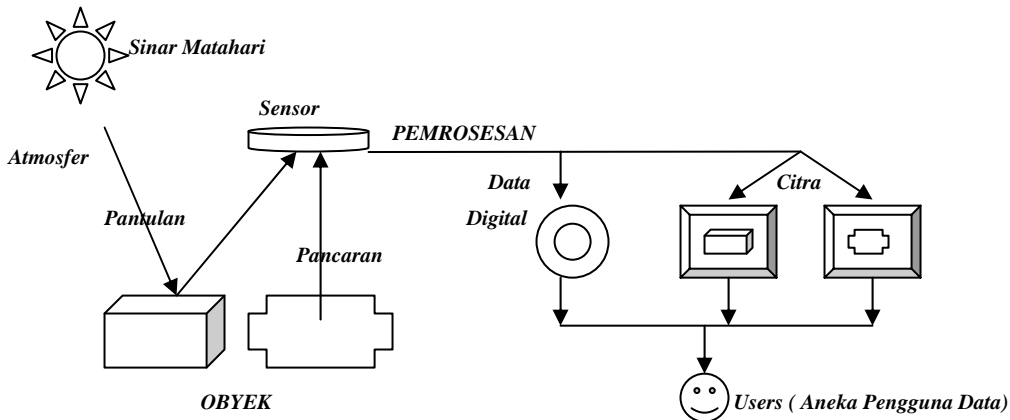 Sinar Matahari
Sensor
PEMROSESAN
Atmosfer
Data
Citra
Pantulan
Digital
Pancaran
OBYEK
Users ( Aneka Pengguna Data)